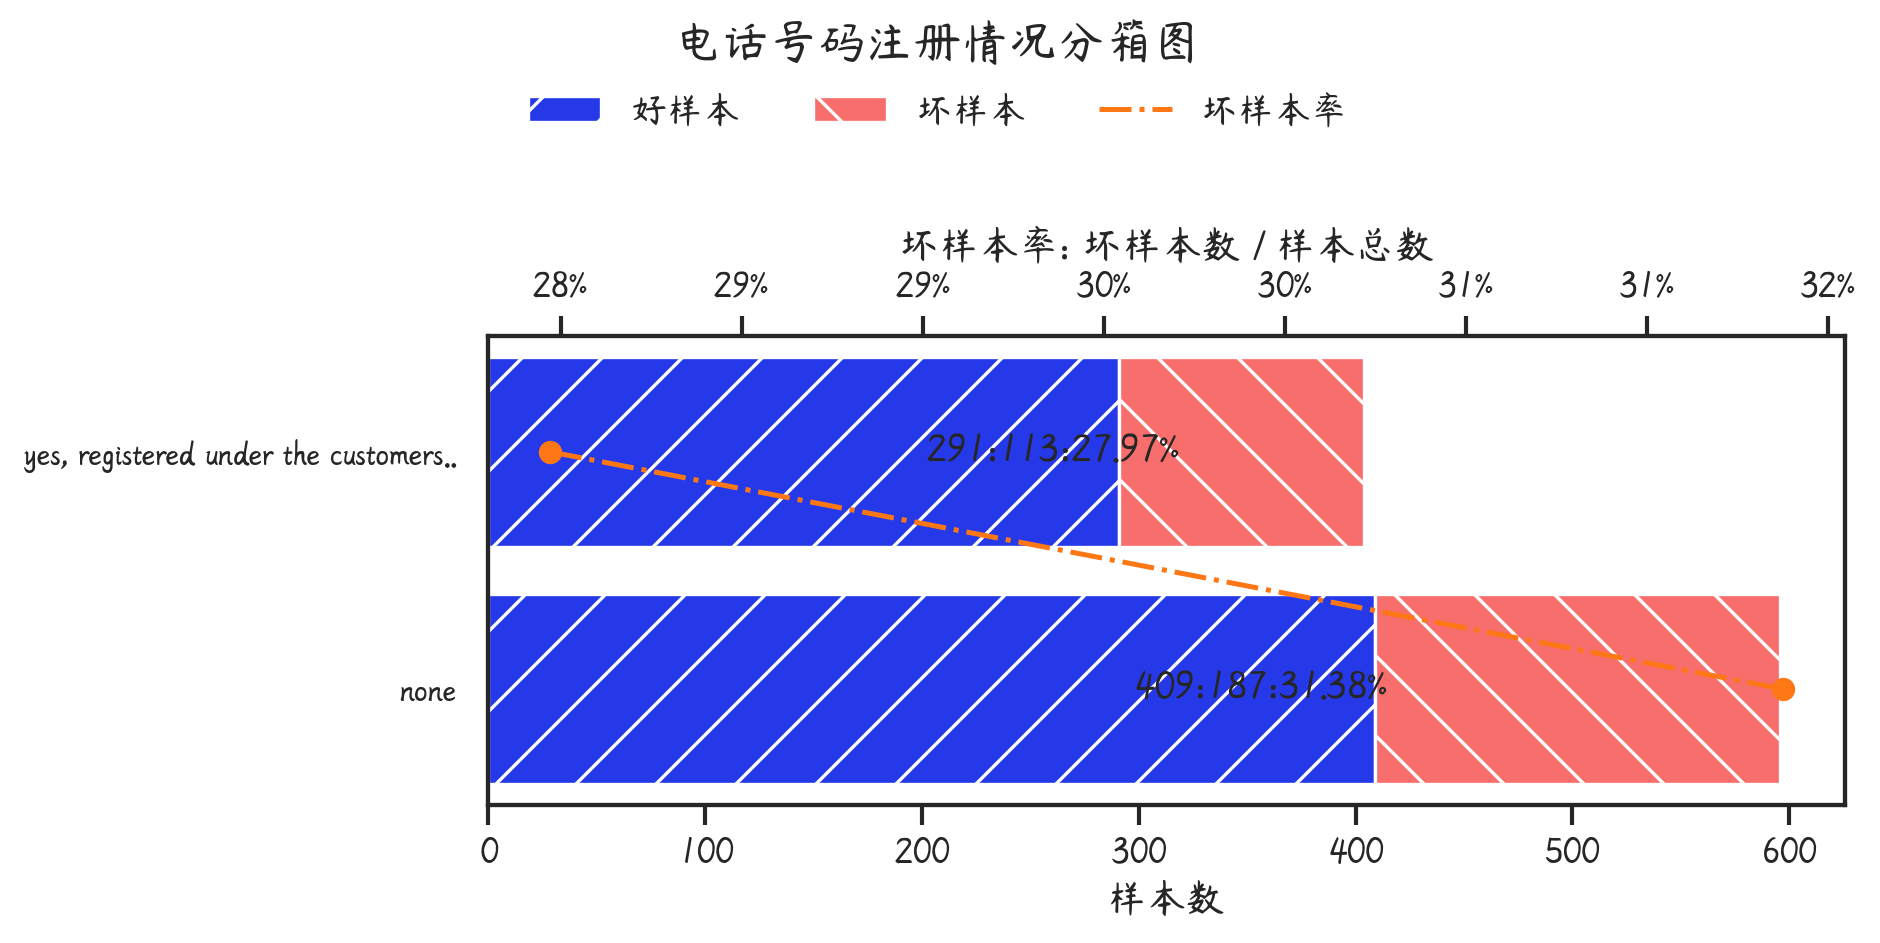 电话号码注册情况分箱图
好样本 坏样本 坏样本率
坏样本率: 坏样本数 / 样本总数
28% 29% 29% 30% 30% 31% 31% 32%
yes, registered under the customers..
291:113:27.97%
none
409:187:31.38%
0 100 200 300 400 500 600
样本数